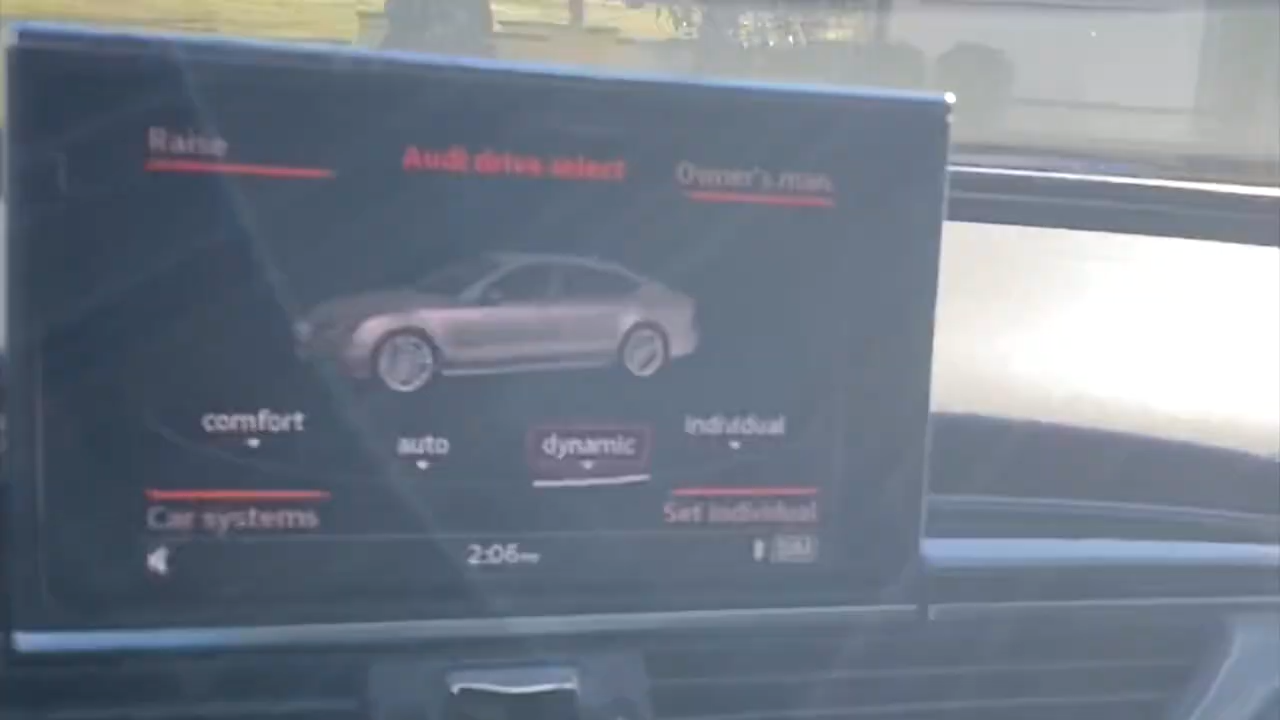 Raise
Audi drive select
Owner's man.
comfort
auto
dynamic
individual
Car systems
Set individual
2:06